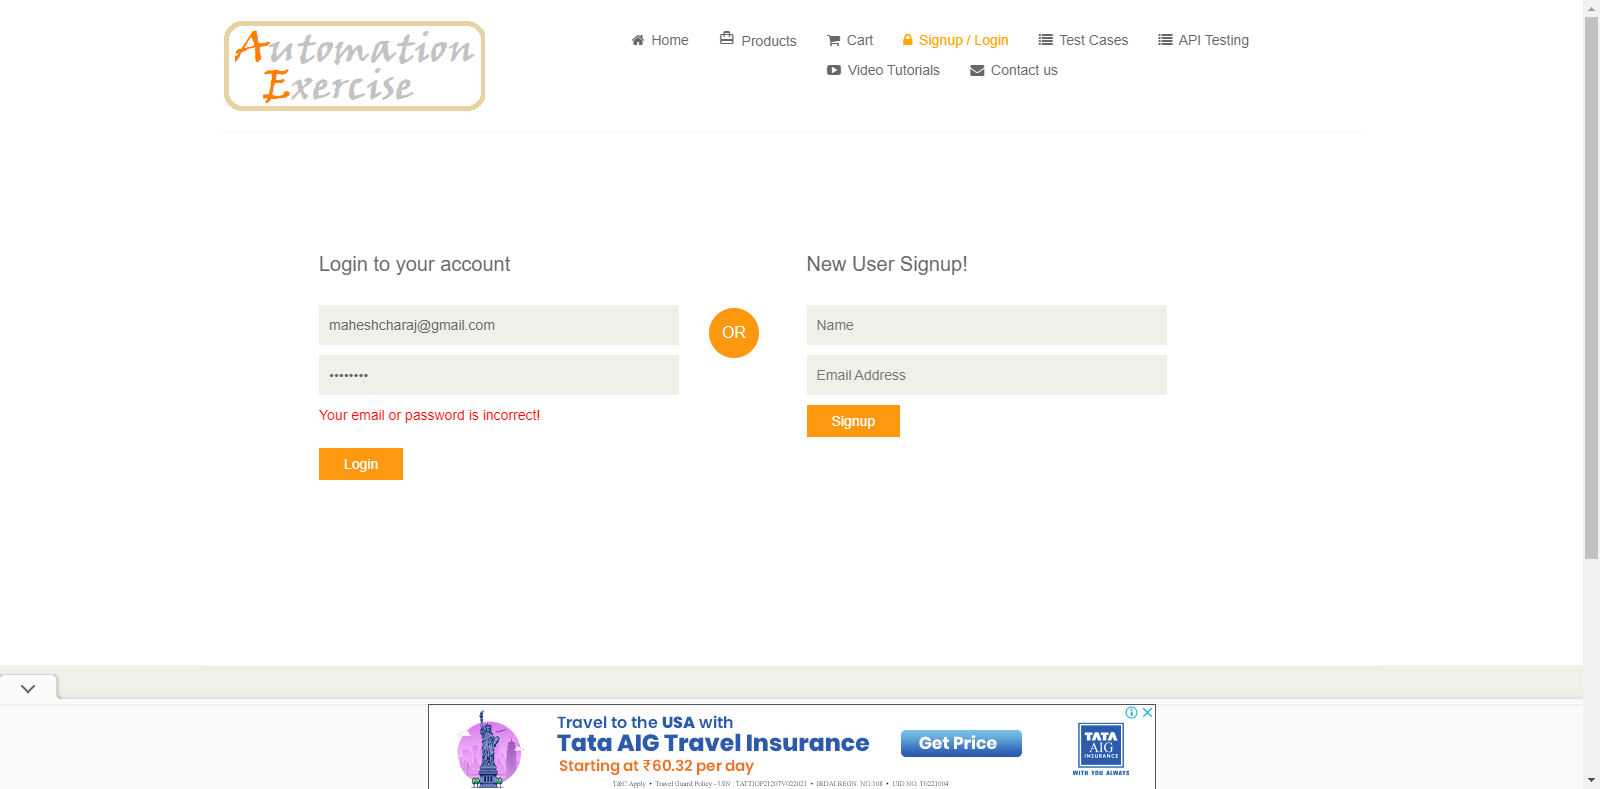 Automation
Exercise
Home
Products
Cart
Signup / Login
Test Cases
API Testing
Video Tutorials
Contact us
Login to your account
maheshcharaj@gmail.com
••••••••
Your email or password is incorrect!
Login
OR
New User Signup!
Name
Email Address
Signup
Travel to the USA with
Tata AIG Travel Insurance
Starting at ₹60.32 per day
Get Price
TATA
AIG
INSURANCE
WITH YOU ALWAYS
T&C Apply • Travel Guard Policy - UIN : TATTIOP21207V022021 • IRDAI REGN. NO.108 • UID NO. T0221004